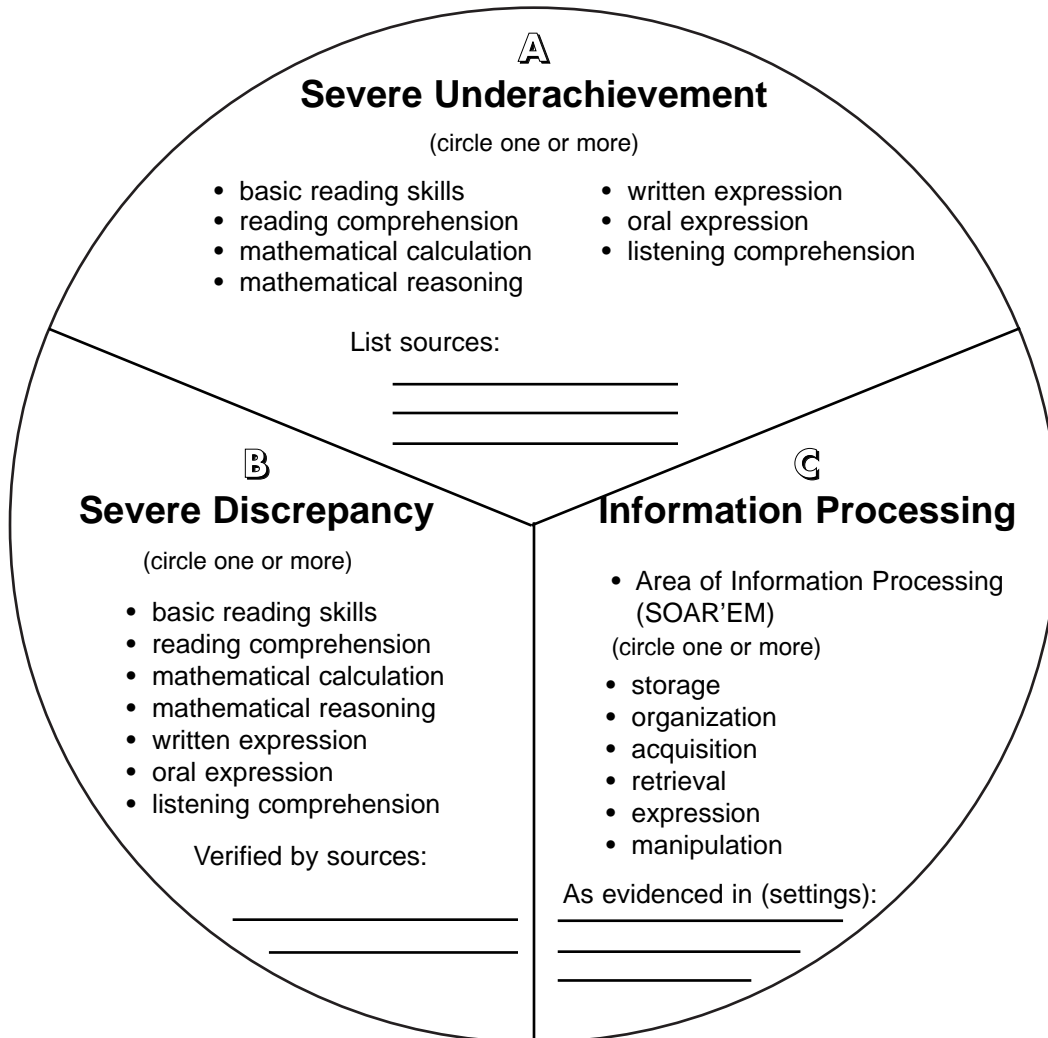 A
Severe Underachievement
(circle one or more)
• basic reading skills
• reading comprehension
• mathematical calculation
• mathematical reasoning
• written expression
• oral expression
• listening comprehension
List sources:
B
Severe Discrepancy
(circle one or more)
• basic reading skills
• reading comprehension
• mathematical calculation
• mathematical reasoning
• written expression
• oral expression
• listening comprehension
Verified by sources:
C
Information Processing
• Area of Information Processing
(SOAR’EM)
(circle one or more)
• storage
• organization
• acquisition
• retrieval
• expression
• manipulation
As evidenced in (settings):